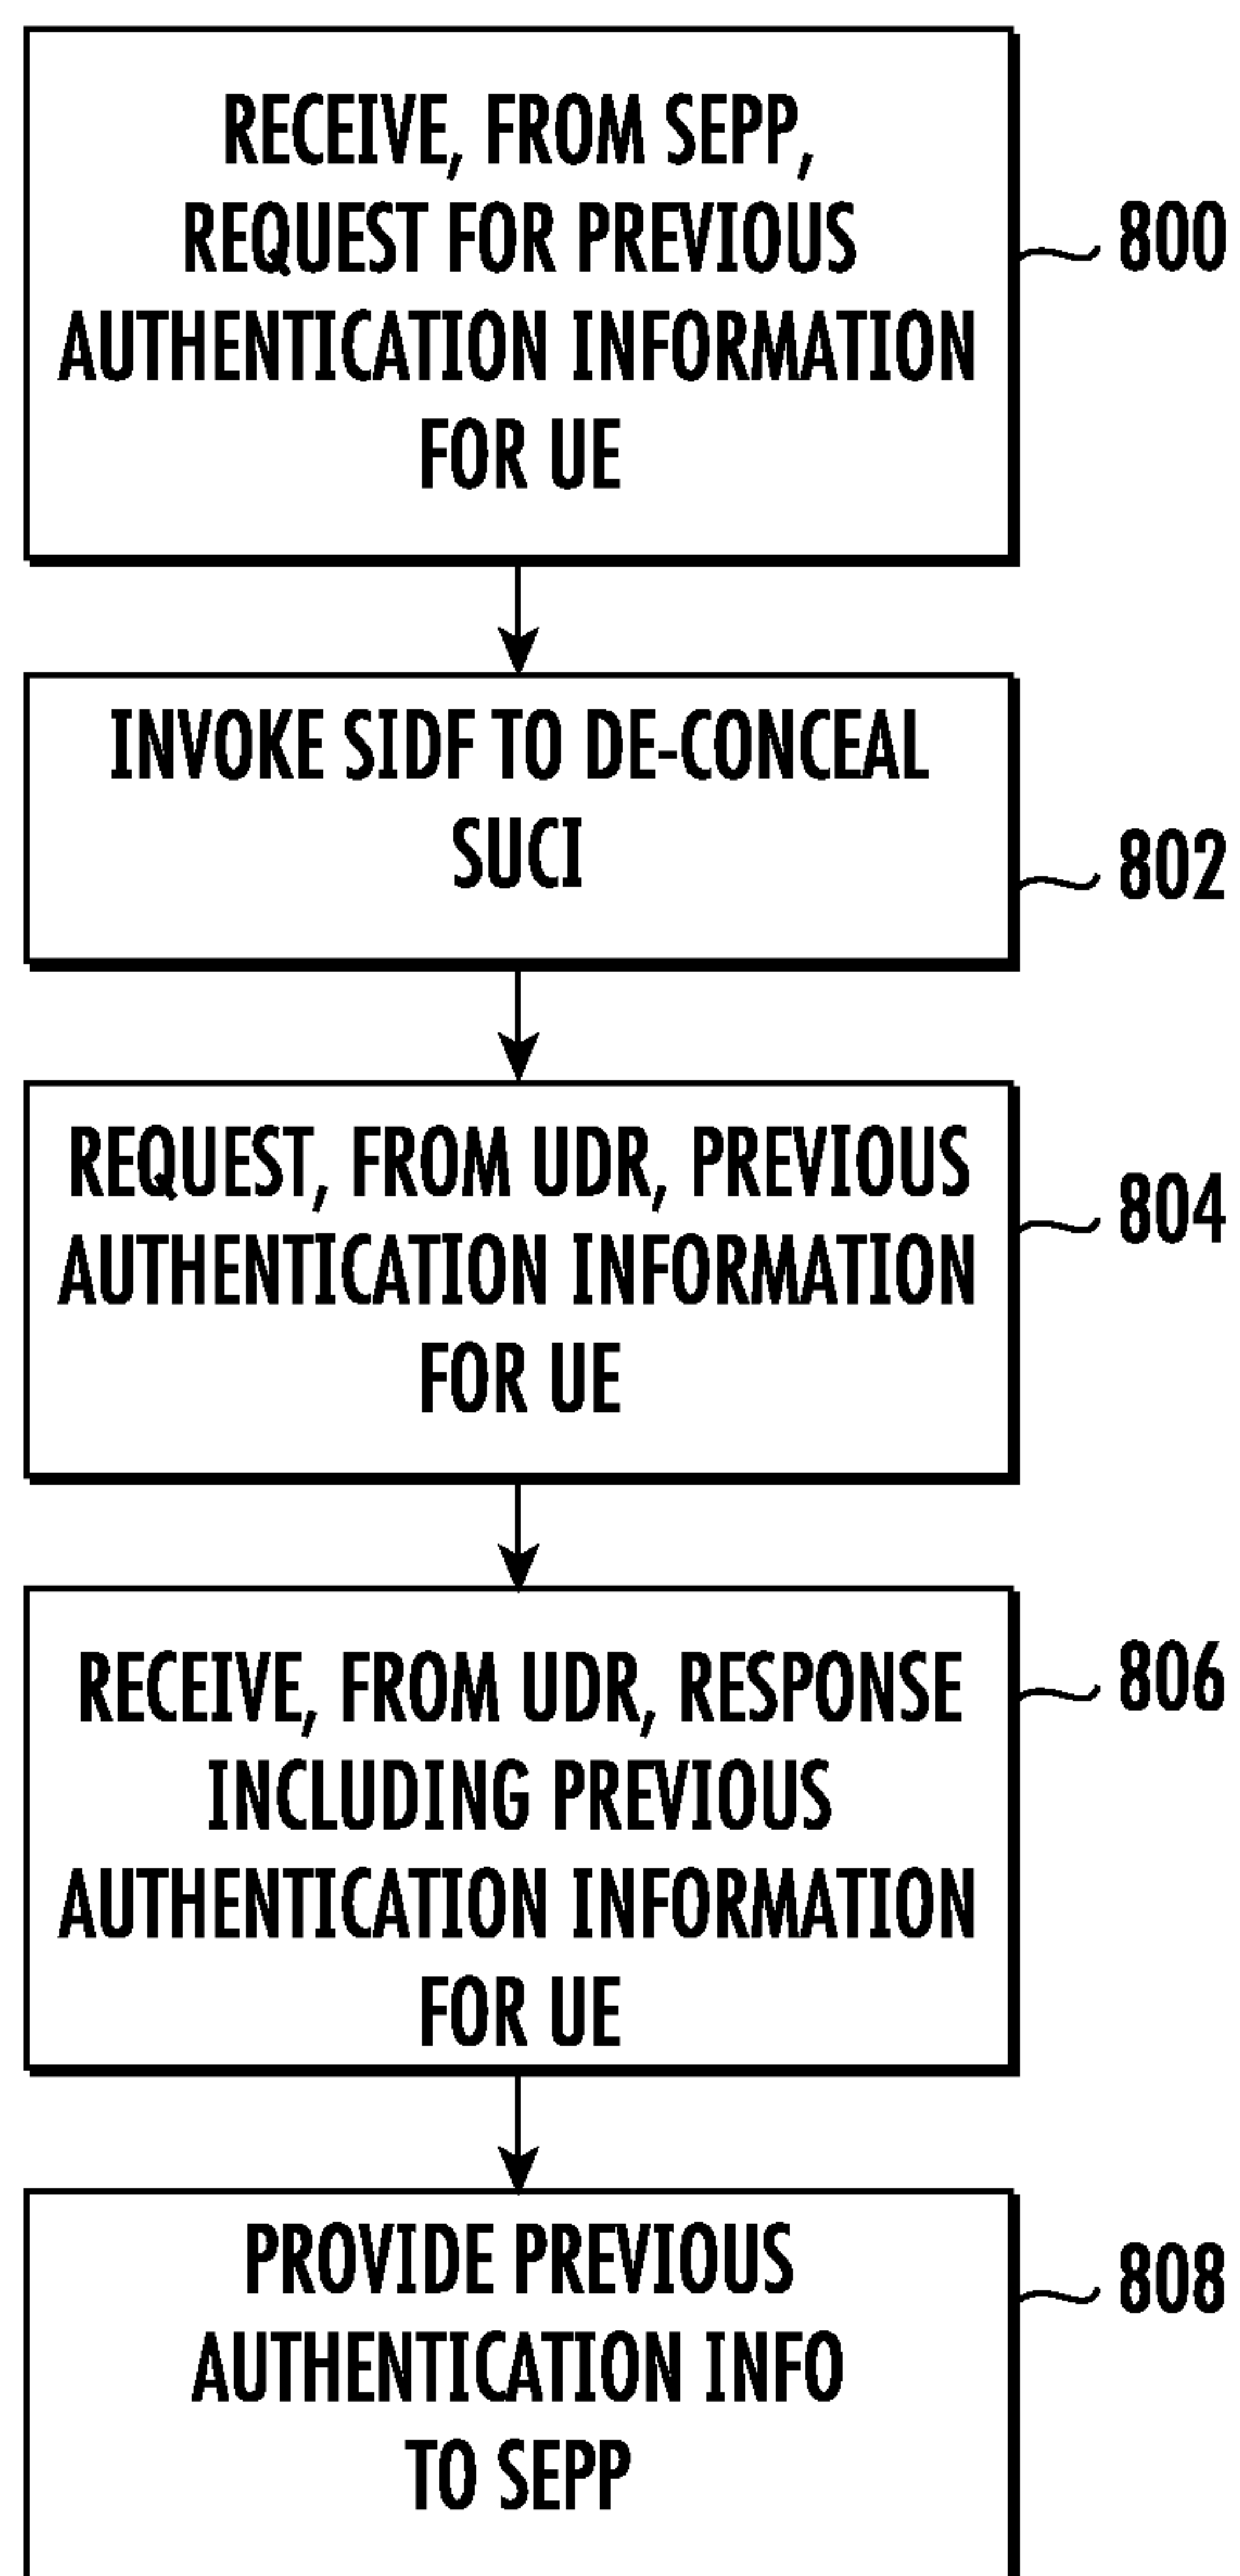 RECEIVE, FROM SEPP,
REQUEST FOR PREVIOUS
AUTHENTICATION INFORMATION
FOR UE
800
INVOKE SIDF TO DE-CONCEAL
SUCI
802
REQUEST, FROM UDR, PREVIOUS
AUTHENTICATION INFORMATION
FOR UE
804
RECEIVE, FROM UDR, RESPONSE
INCLUDING PREVIOUS
AUTHENTICATION INFORMATION
FOR UE
806
PROVIDE PREVIOUS
AUTHENTICATION INFO
TO SEPP
808